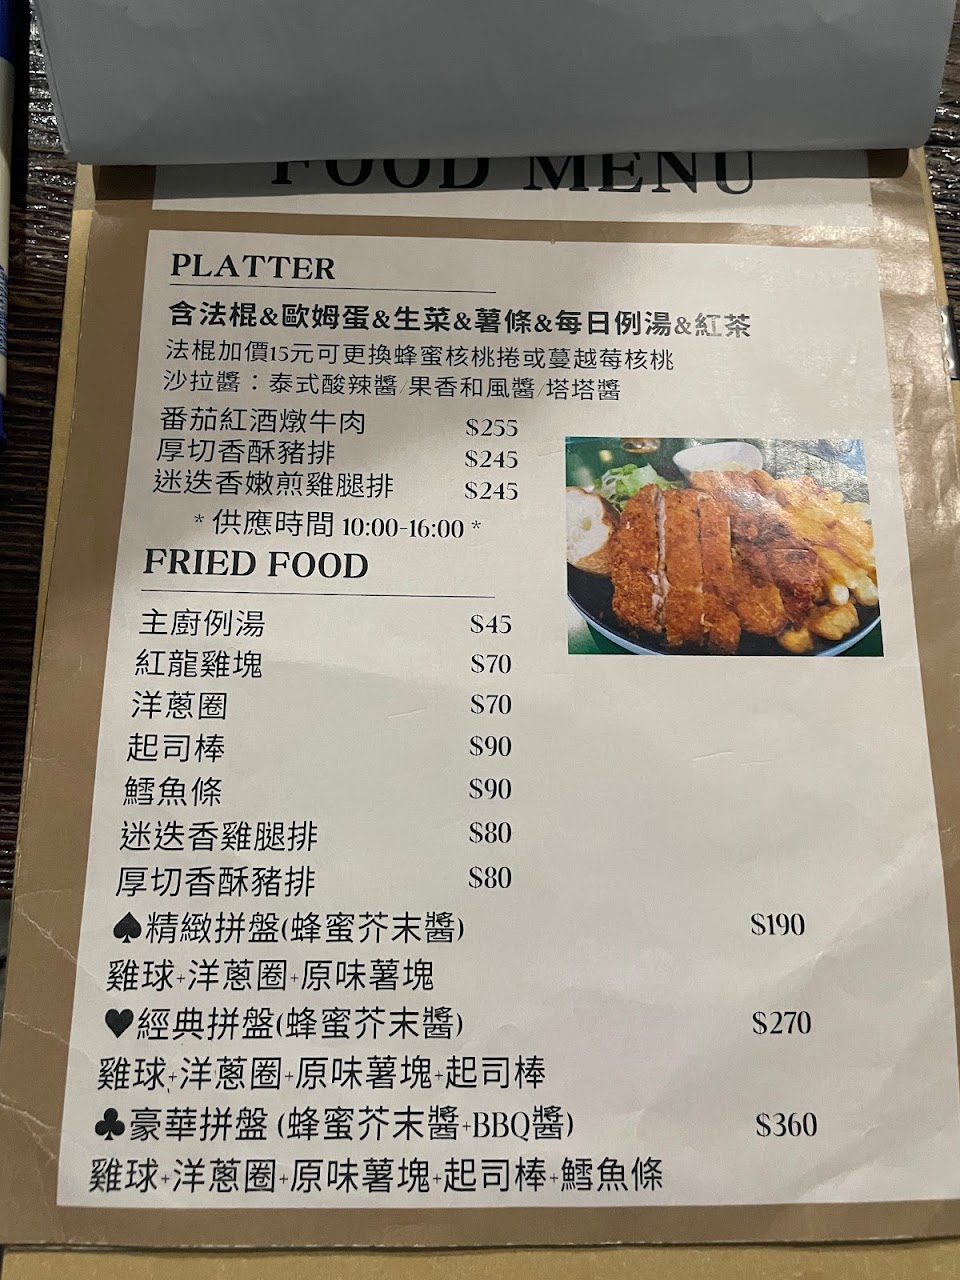 FOOD MENU
PLATTER
含法棍&歐姆蛋&生菜&薯條&每日例湯&紅茶
法棍加價15元可更換蜂蜜核桃捲或蔓越莓核桃
沙拉醬：泰式酸辣醬/果香和風醬/塔塔醬
番茄紅酒燉牛肉 $255
厚切香酥豬排 $245
迷迭香嫩煎雞腿排 $245
*供應時間 10:00-16:00*
FRIED FOOD
主廚例湯 $45
紅龍雞塊 $70
洋蔥圈 $70
起司棒 $90
鱈魚條 $90
迷迭香雞腿排 $80
厚切香酥豬排 $80
♠精緻拼盤(蜂蜜芥末醬) $190
雞球+洋蔥圈+原味薯塊
♥經典拼盤(蜂蜜芥末醬) $270
雞球+洋蔥圈+原味薯塊+起司棒
♣豪華拼盤 (蜂蜜芥末醬+BBQ醬) $360
雞球+洋蔥圈+原味薯塊+起司棒+鱈魚條